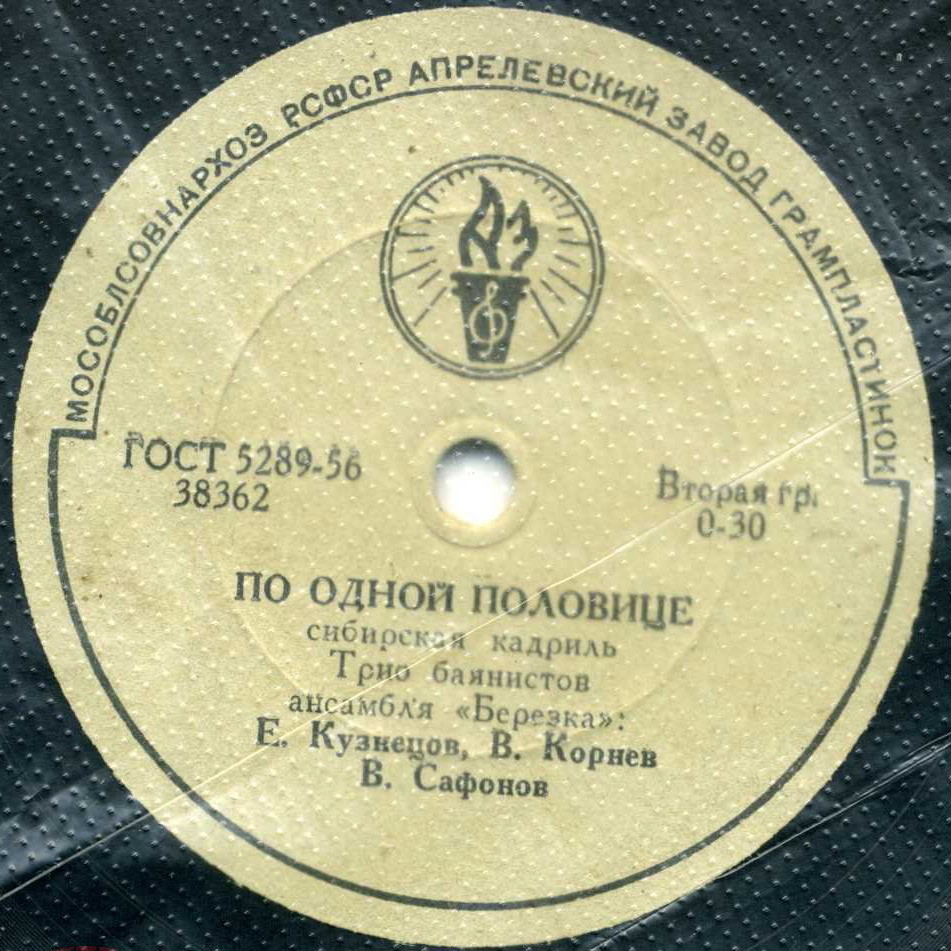 МОСОБЛСОВНАРХОЗ РСФСР АПРЕЛЕВСКИЙ ЗАВОД ГРАМПЛАСТИНОК
АЗ
ГОСТ 5289-56
38362
Вторая гр.
0-30
ПО ОДНОЙ ПОЛОВИЦЕ
сибирская кадриль
Трио баянистов
ансамбля «Березка»:
Е. Кузнецов, В. Корнев
В. Сафонов